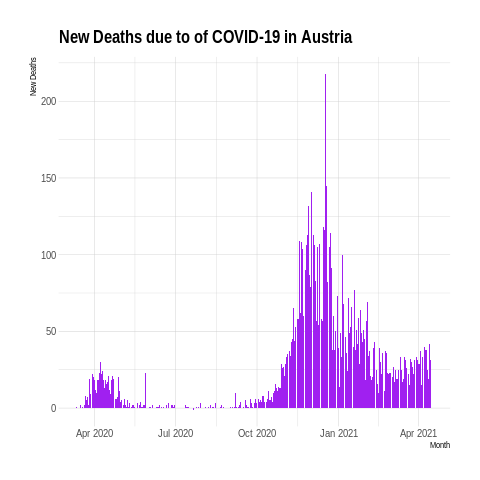 New Deaths due to of COVID-19 in Austria
New Deaths
200
150
100
50
0
Apr 2020 Jul 2020 Oct 2020 Jan 2021 Apr 2021
Month